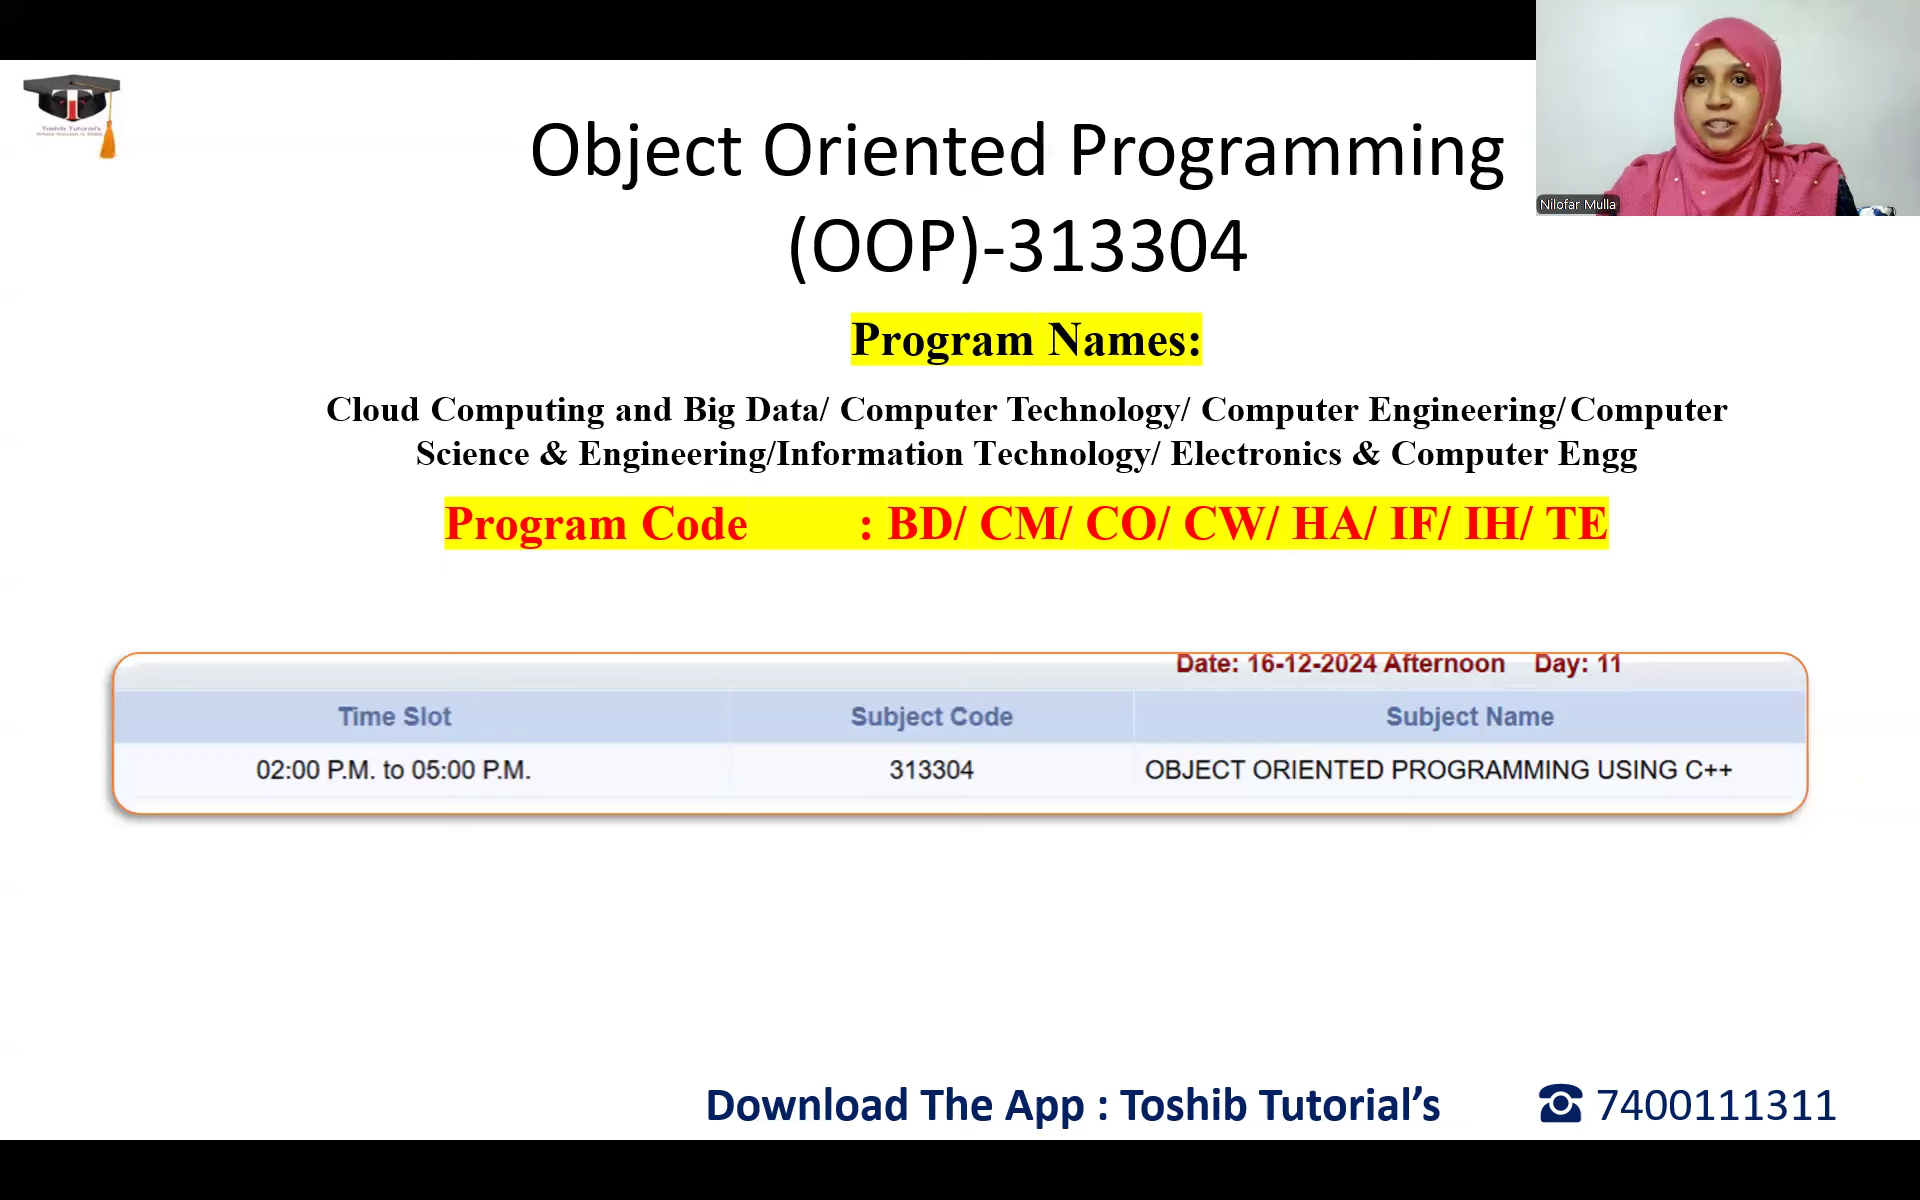 Toshib Tutorial's
Object Oriented Programming
(OOP)-313304
Nilofar Mulla
Program Names:
Cloud Computing and Big Data/ Computer Technology/ Computer Engineering/Computer
Science & Engineering/Information Technology/ Electronics & Computer Engg
Program Code : BD/ CM/ CO/ CW/ HA/ IF/ IH/ TE
Date: 16-12-2024 Afternoon Day: 11
Time Slot Subject Code Subject Name
02:00 P.M. to 05:00 P.M. 313304 OBJECT ORIENTED PROGRAMMING USING C++
Download The App : Toshib Tutorial’s ☎ 7400111311